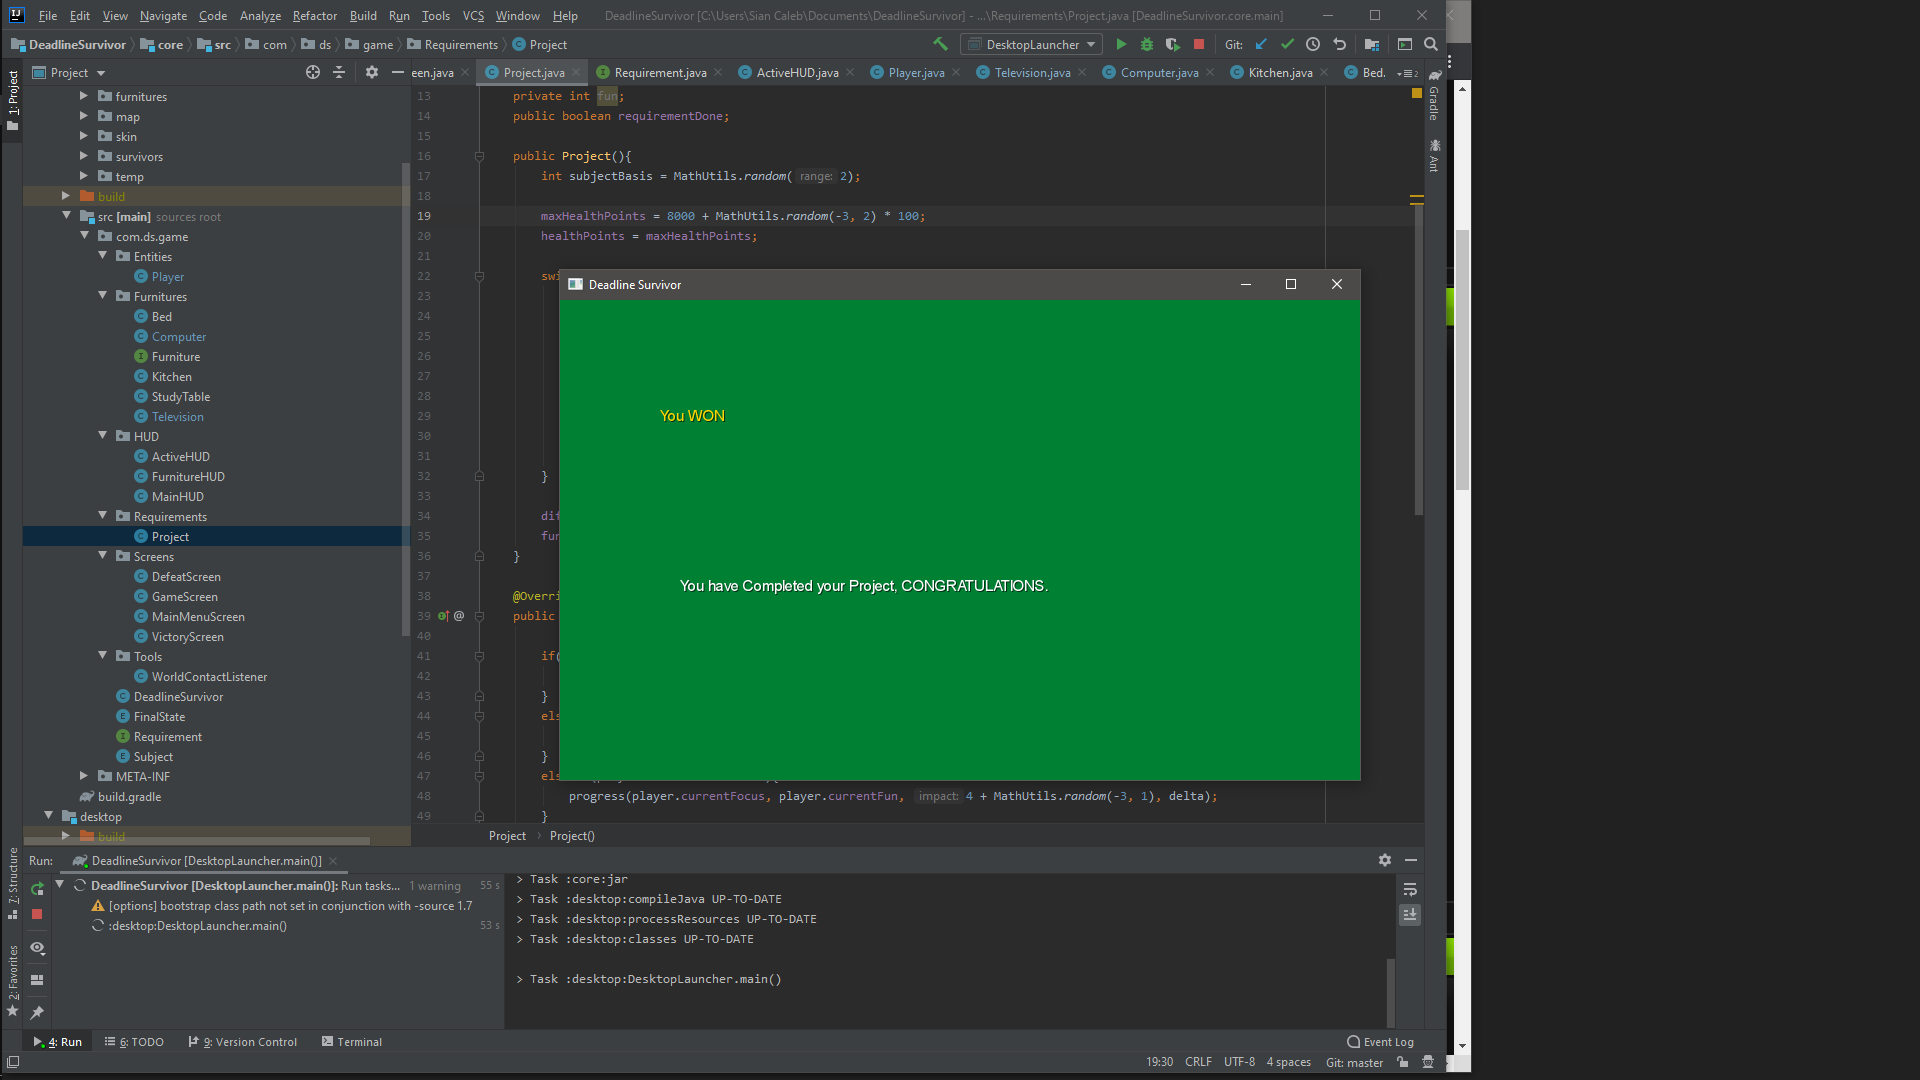 File Edit View Navigate Code Analyze Refactor Build Run Tools VCS Window Help DeadlineSurvivor [C:\Users\Sian Caleb\Documents\DeadlineSurvivor] - ...\Requirements\Project.java [DeadlineSurvivor.core.main]
DeadlineSurvivor core src com ds game Requirements Project DesktopLauncher Git:
Project
een.java Project.java Requirement.java ActiveHUD.java Player.java Television.java Computer.java Kitchen.java Bed.
1: Project
furnitures
map
skin
survivors
temp
build
src [main] sources root
com.ds.game
Entities
Player
Furnitures
Bed
Computer
Furniture
Kitchen
StudyTable
Television
HUD
ActiveHUD
FurnitureHUD
MainHUD
Requirements
Project
Screens
DefeatScreen
GameScreen
MainMenuScreen
VictoryScreen
Tools
WorldContactListener
DeadlineSurvivor
FinalState
Requirement
Subject
META-INF
build.gradle
desktop
build
13 private int fun;
14 public boolean requirementDone;
15
16 public Project(){
17 int subjectBasis = MathUtils.random( range: 2);
18
19 maxHealthPoints = 8000 + MathUtils.random(-3, 2) * 100;
20 healthPoints = maxHealthPoints;
21
22 swi
23
24
25
26
27
28
29
30
31
32 }
33
34 dif
35 fun
36 }
37
38 @Overri
39 public
40
41 if(
42
43 }
44 els
45
46 }
47 els
48 progress(player.currentFocus, player.currentFun, impact: 4 + MathUtils.random(-3, 1), delta);
49 }
Project Project()
Deadline Survivor
You WON
You have Completed your Project, CONGRATULATIONS.
Gradle
Ant
7: Structure
2: Favorites
Run: DeadlineSurvivor [DesktopLauncher.main()]
DeadlineSurvivor [DesktopLauncher.main()]: Run tasks... 1 warning 55 s
[options] bootstrap class path not set in conjunction with -source 1.7
:desktop:DesktopLauncher.main() 53 s
> Task :core:jar
> Task :desktop:compileJava UP-TO-DATE
> Task :desktop:processResources UP-TO-DATE
> Task :desktop:classes UP-TO-DATE
> Task :desktop:DesktopLauncher.main()
4: Run 6: TODO 9: Version Control Terminal Event Log
19:30 CRLF UTF-8 4 spaces Git: master